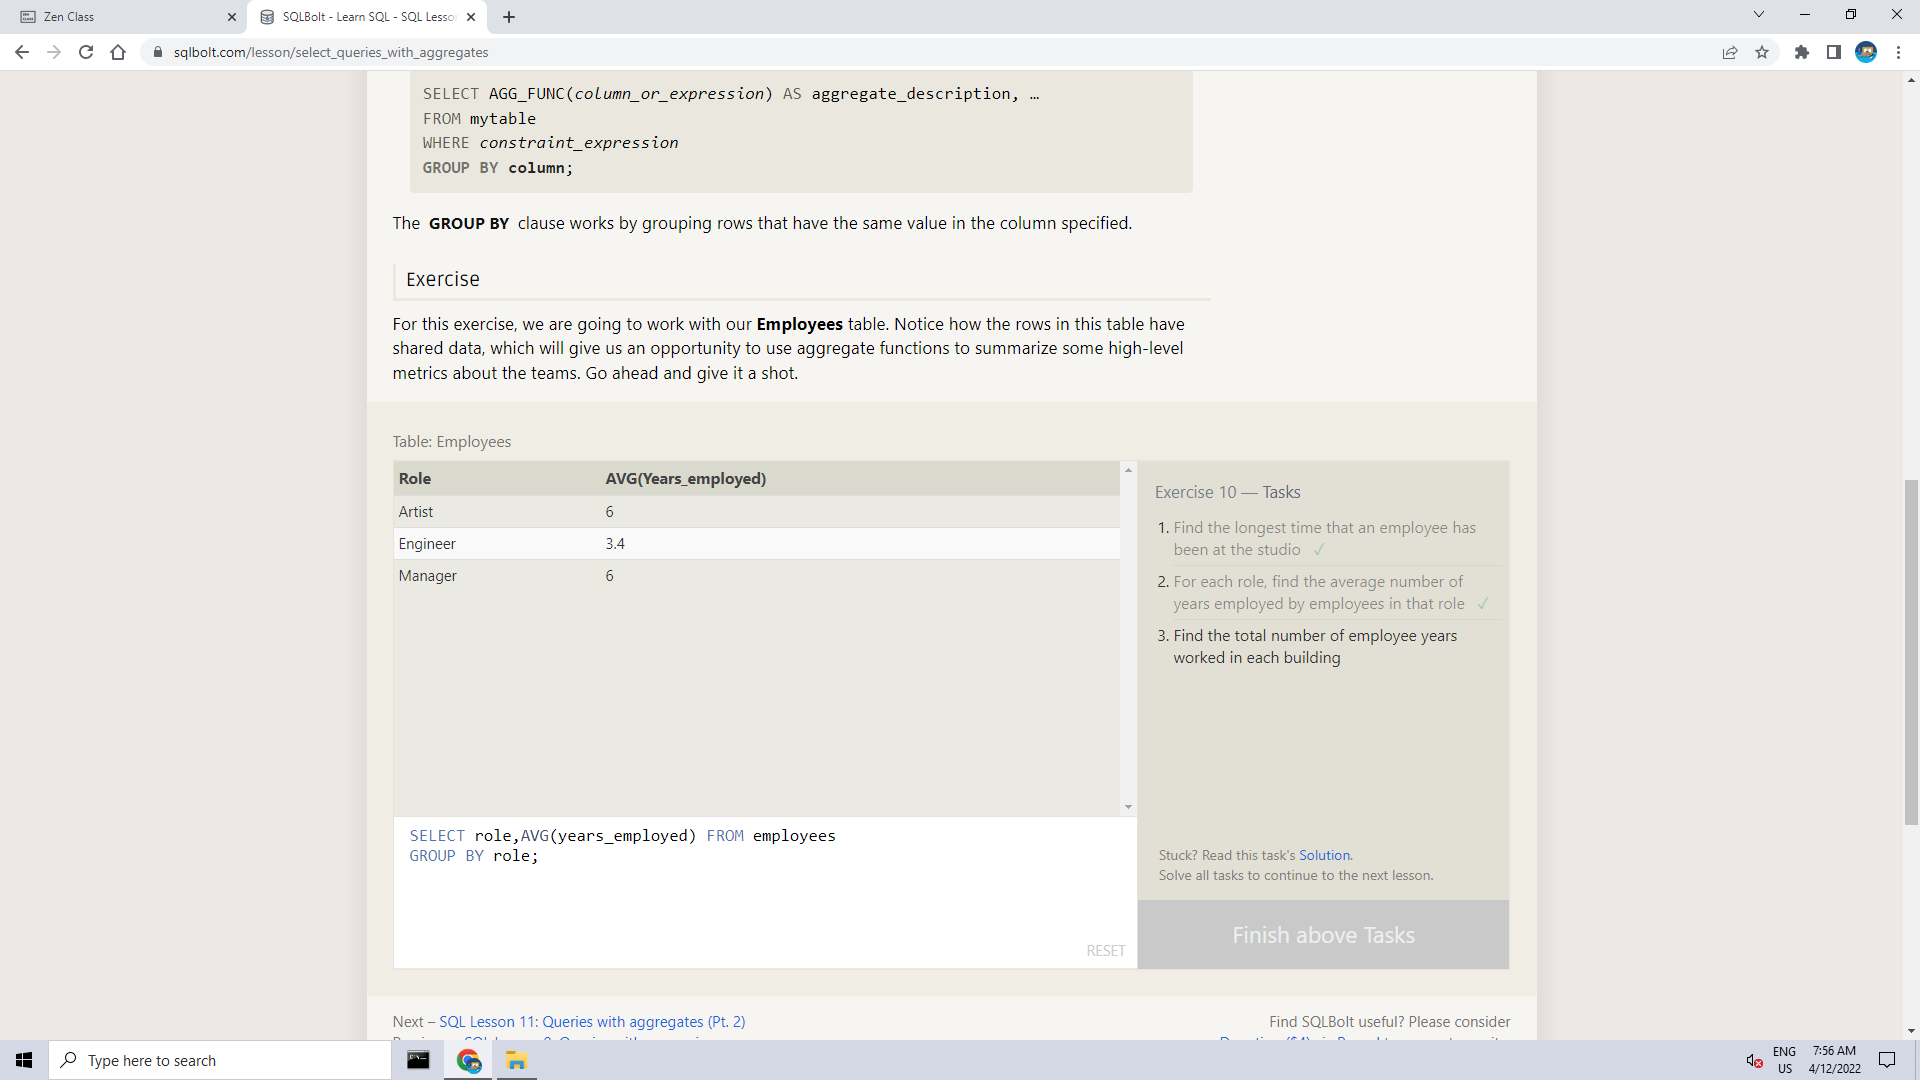 Zen Class
SQLBolt - Learn SQL - SQL Lesso
sqlbolt.com/lesson/select_queries_with_aggregates
SELECT AGG_FUNC(column_or_expression) AS aggregate_description, …
FROM mytable
WHERE constraint_expression
GROUP BY column;
The GROUP BY clause works by grouping rows that have the same value in the column specified.
Exercise
For this exercise, we are going to work with our Employees table. Notice how the rows in this table have
shared data, which will give us an opportunity to use aggregate functions to summarize some high-level
metrics about the teams. Go ahead and give it a shot.
Table: Employees
Role AVG(Years_employed)
Artist 6
Engineer 3.4
Manager 6
SELECT role,AVG(years_employed) FROM employees
GROUP BY role;
RESET
Exercise 10 — Tasks
1. Find the longest time that an employee has
been at the studio ✓
2. For each role, find the average number of
years employed by employees in that role ✓
3. Find the total number of employee years
worked in each building
Stuck? Read this task's Solution.
Solve all tasks to continue to the next lesson.
Finish above Tasks
Next – SQL Lesson 11: Queries with aggregates (Pt. 2)
Find SQLBolt useful? Please consider
Type here to search
ENG
US
7:56 AM
4/12/2022